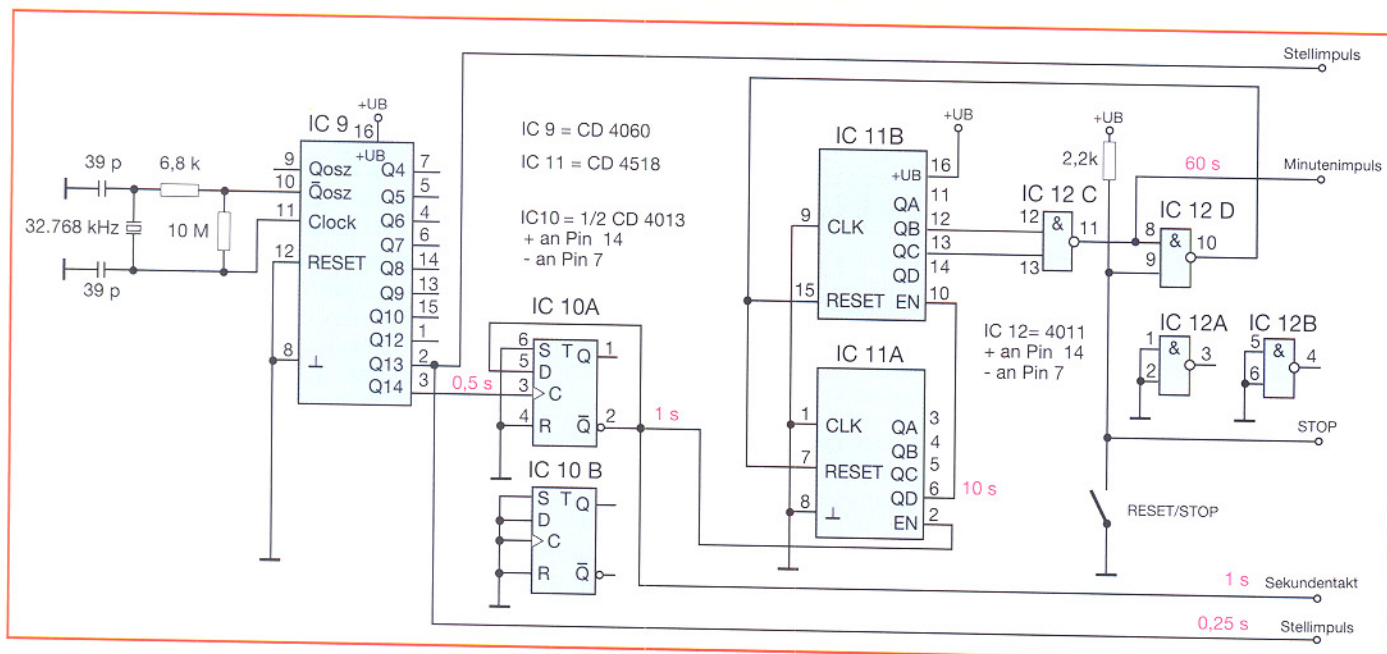 Stellimpuls
+UB
IC 9
16
+UB
39 p
6,8 k
9
Qosz
Q4
7
10
Q̅osz
Q5
5
11
Clock
Q6
4
32.768 kHz
10 M
Q7
6
12
RESET
Q8
14
Q9
13
39 p
Q10
15
Q12
1
8
⊥
Q13
2
Q14
3
0,5 s
IC 9 = CD 4060
IC 11 = CD 4518
IC10 = 1/2 CD 4013
+ an Pin 14
- an Pin 7
IC 10A
6
S
T
Q
1
5
D
3
C
4
R
Q̅
2
1 s
IC 10 B
S
T
Q
D
C
R
Q̅
IC 11B
+UB
16
+UB
QA
11
9
CLK
QB
12
QC
13
QD
14
15
RESET
EN
10
IC 11A
1
CLK
QA
3
QB
4
7
RESET
QC
5
QD
6
10 s
8
⊥
EN
2
+UB
2,2k
60 s
Minutenimpuls
IC 12 C
12
&
11
13
IC 12 D
8
&
10
9
IC 12= 4011
+ an Pin 14
- an Pin 7
IC 12A
1
&
3
2
IC 12B
5
&
4
6
STOP
RESET/STOP
1 s
Sekundentakt
0,25 s
Stellimpuls